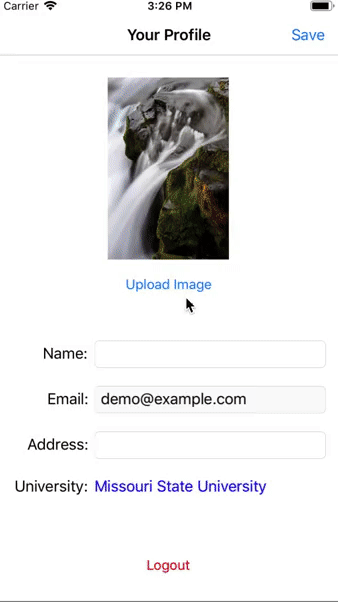 Carrier 3:26 PM
Your Profile Save
Upload Image
Name:
Email: demo@example.com
Address:
University: Missouri State University
Logout